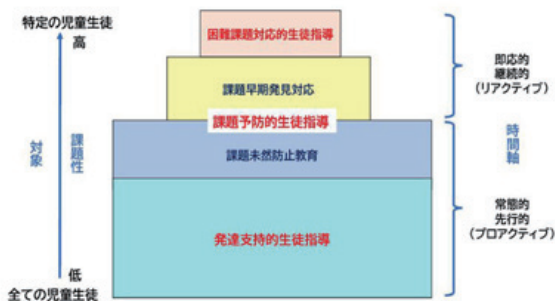 特定の児童生徒
高
対象
課題性
低
全ての児童生徒
困難課題対応的生徒指導
課題早期発見対応
課題予防的生徒指導
課題未然防止教育
発達支持的生徒指導
即応的
継続的
(リアクティブ)
時間軸
常態的
先行的
(プロアクティブ)